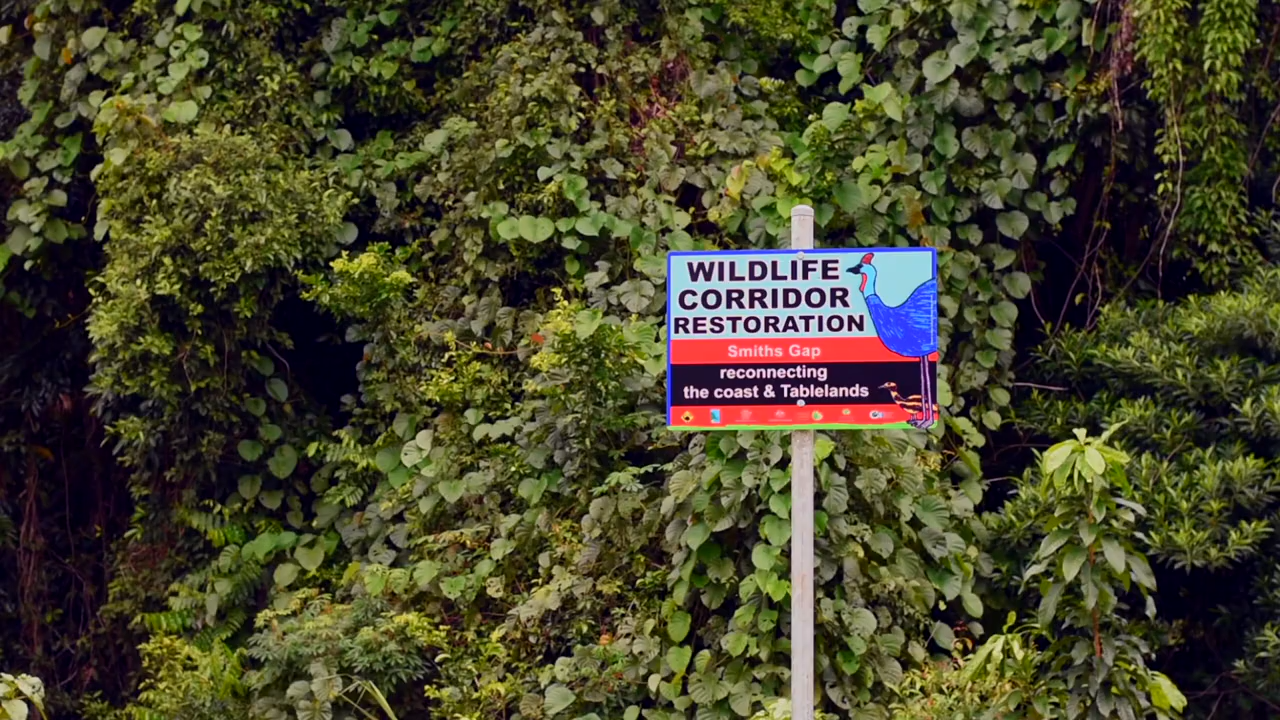 WILDLIFE
CORRIDOR
RESTORATION
Smiths Gap
reconnecting
the coast & Tablelands